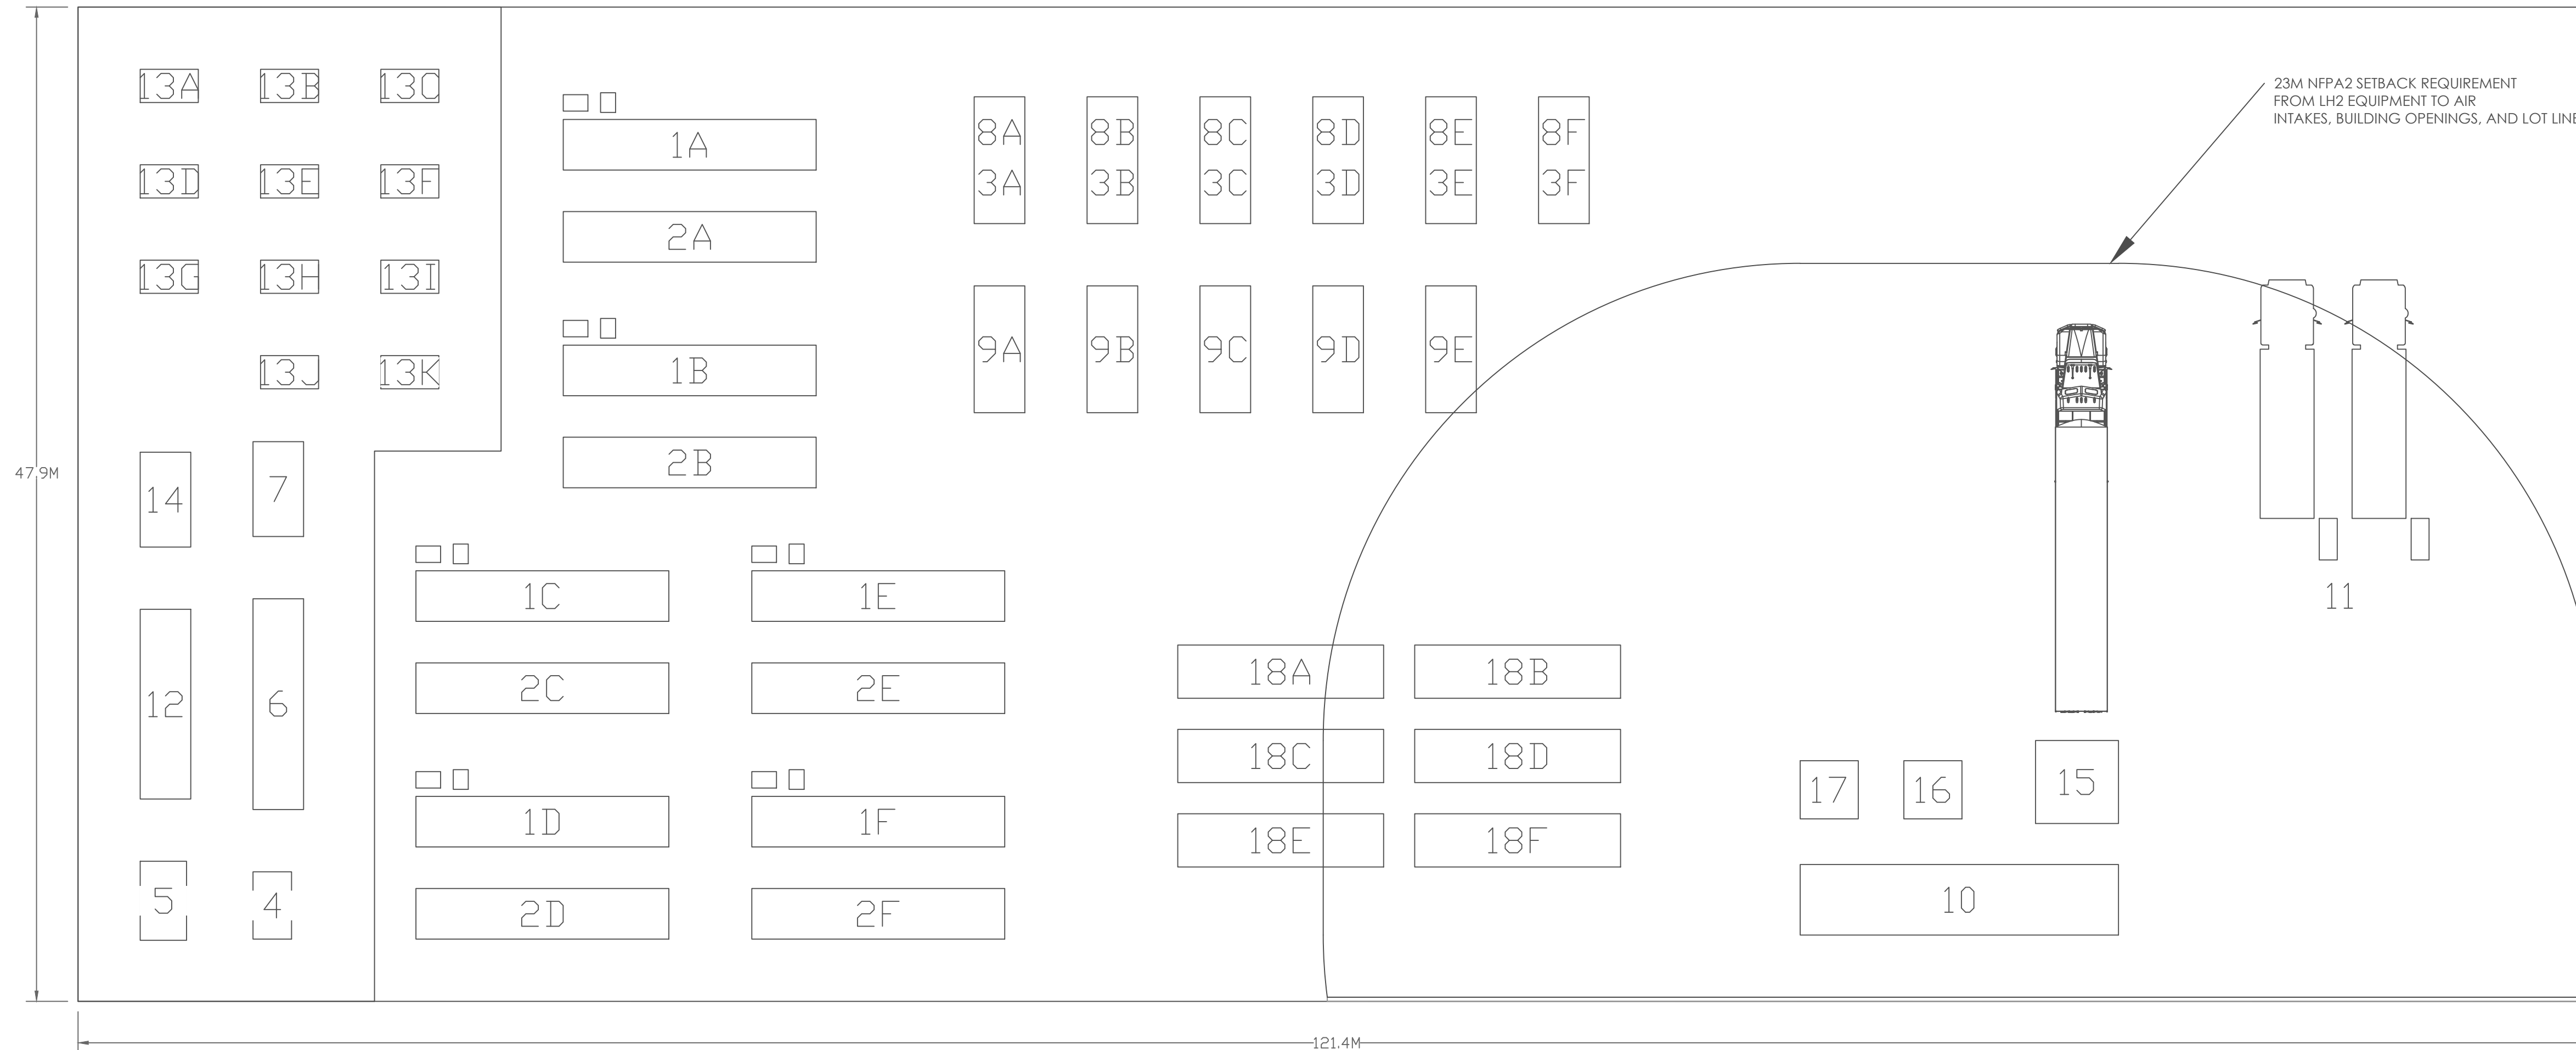 23M NFPA2 SETBACK REQUIREMENT
FROM LH2 EQUIPMENT TO AIR
INTAKES, BUILDING OPENINGS, AND LOT LINE
13A 13B 13C
8A 8B 8C 8D 8E 8F
1A
13D 13E 13F
3A 3B 3C 3D 3E 3F
2A
13G 13H 13I
9A 9B 9C 9D 9E
13J 13K
1B
47.9M
2B
14 7
1C 1E
11
18A 18B
2C 2E
12 6
18C 18D
17 16 15
1D 1F
18E 18F
5 4
2D 2F
10
121.4M